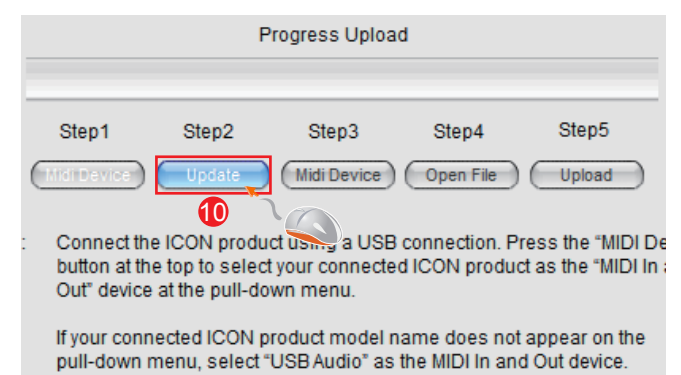 Progress Upload
Step1 Step2 Step3 Step4 Step5
Midi Device Update Midi Device Open File Upload
10
: Connect the ICON product using a USB connection. Press the “MIDI De
button at the top to select your connected ICON product as the “MIDI In
Out” device at the pull-down menu.
If your connected ICON product model name does not appear on the
pull-down menu, select “USB Audio” as the MIDI In and Out device.